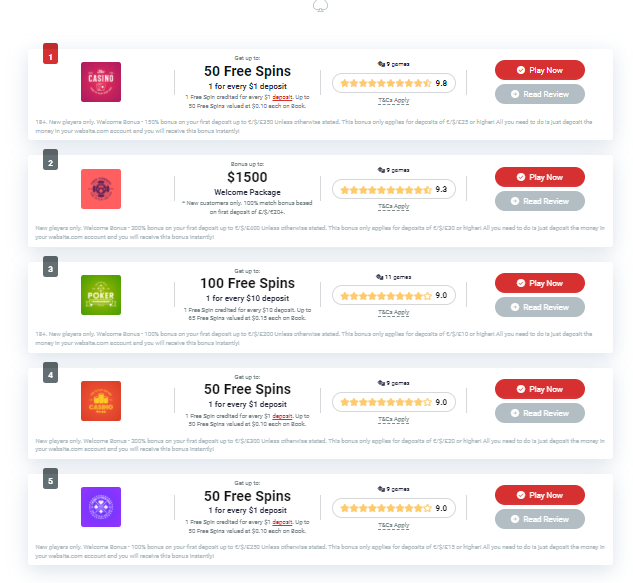 1
The
CASINO
Get up to:
50 Free Spins
1 for every $1 deposit
1 Free Spin credited for every $1 deposit. Up to
50 Free Spins valued at $0.10 each on Book.
9 games
9.8
T&Cs Apply
Play Now
Read Review
18+. New players only. Welcome Bonus - 150% bonus on your first deposit up to €/$/£350 Unless otherwise stated. This bonus only applies for deposits of €/$/£25 or higher! All you need to do is just deposit the
money in your website.com account and you will receive this bonus instantly!
2
Bonus up to:
$1500
Welcome Package
* New customers only. 100% match bonus based
on first deposit of £/$/€20+.
9 games
9.3
T&Cs Apply
Play Now
Read Review
New players only. Welcome Bonus - 200% bonus on your first deposit up to €/$/£400 Unless otherwise stated. This bonus only applies for deposits of €/$/£30 or higher! All you need to do is just deposit the money in
your website.com account and you will receive this bonus instantly!
3
POKER
Get up to:
100 Free Spins
1 for every $10 deposit
1 Free Spin credited for every $10 deposit. Up to
65 Free Spins valued at $0.15 each on Book.
11 games
9.0
T&Cs Apply
Play Now
Read Review
18+. New players only. Welcome Bonus - 100% bonus on your first deposit up to €/$/£200 Unless otherwise stated. This bonus only applies for deposits of €/$/£10 or higher! All you need to do is just deposit the
money in your website.com account and you will receive this bonus instantly!
4
CASINO
Get up to:
50 Free Spins
1 for every $1 deposit
1 Free Spin credited for every $1 deposit. Up to
50 Free Spins valued at $0.10 each on Book.
9 games
9.0
T&Cs Apply
Play Now
Read Review
New players only. Welcome Bonus - 200% bonus on your first deposit up to €/$/£300 Unless otherwise stated. This bonus only applies for deposits of €/$/£20 or higher! All you need to do is just deposit the money in
your website.com account and you will receive this bonus instantly!
5
Get up to:
50 Free Spins
1 for every $1 deposit
1 Free Spin credited for every $1 deposit. Up to
50 Free Spins valued at $0.10 each on Book.
9 games
9.0
T&Cs Apply
Play Now
Read Review
New players only. Welcome Bonus - 100% bonus on your first deposit up to €/$/£250 Unless otherwise stated. This bonus only applies for deposits of €/$/£15 or higher! All you need to do is just deposit the money in
your website.com account and you will receive this bonus instantly!